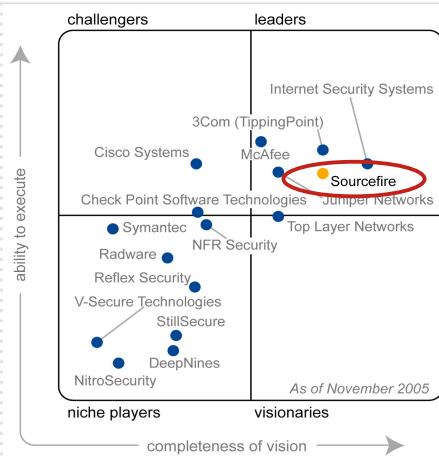 challengers
leaders
Internet Security Systems
3Com (TippingPoint)
Cisco Systems
McAfee
Sourcefire
Check Point Software Technologies
Juniper Networks
Symantec
Top Layer Networks
NFR Security
Radware
Reflex Security
V-Secure Technologies
StillSecure
DeepNines
NitroSecurity
As of November 2005
niche players
visionaries
ability to execute
completeness of vision